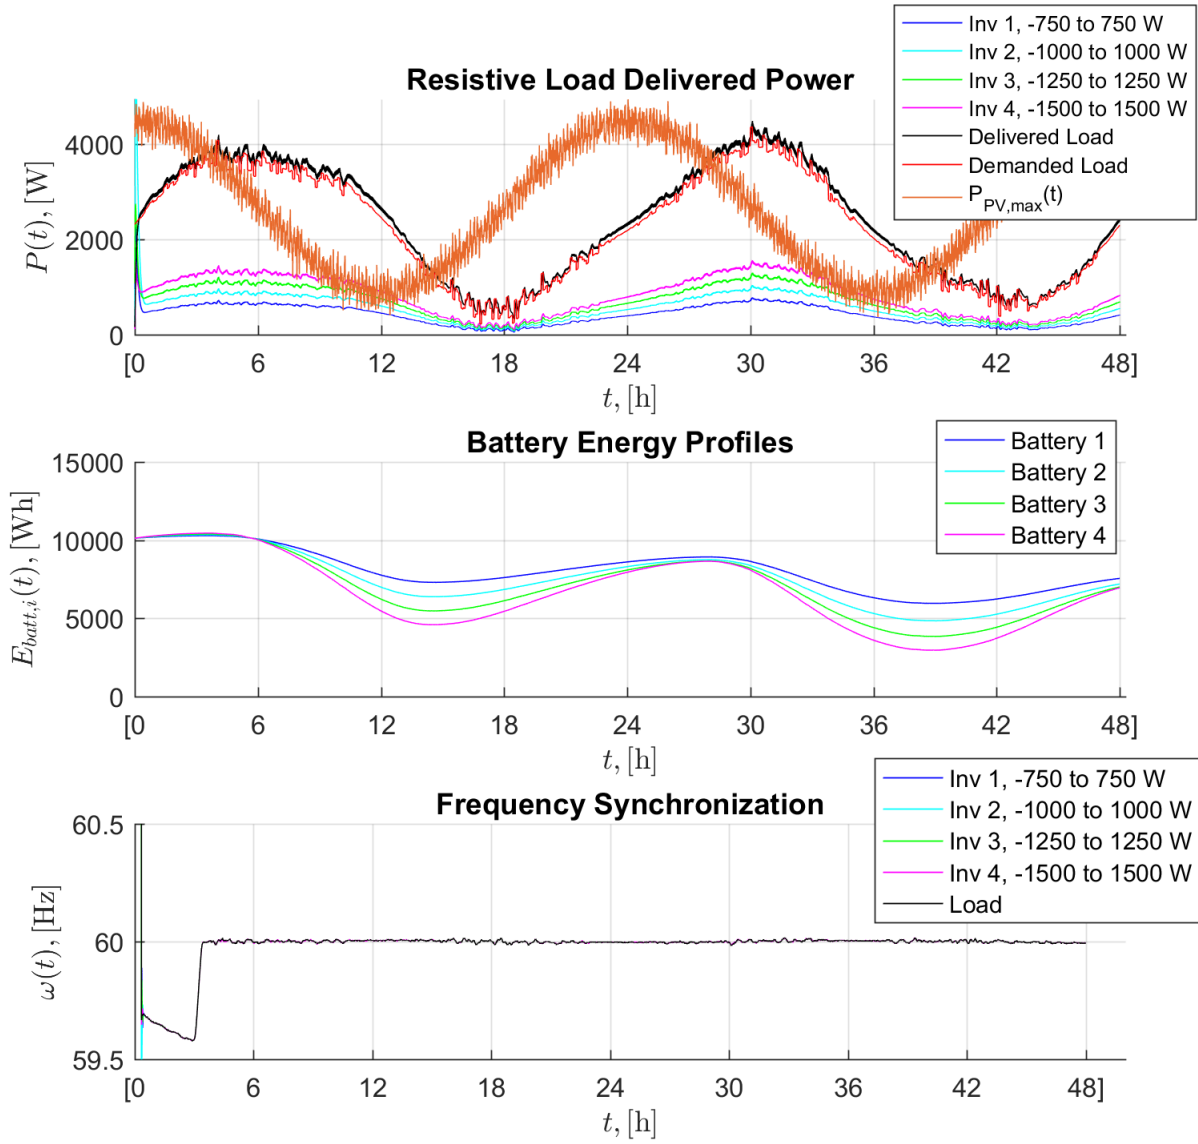 Inv 1, -750 to 750 W
Inv 2, -1000 to 1000 W
Inv 3, -1250 to 1250 W
Inv 4, -1500 to 1500 W
Delivered Load
Demanded Load
P_PV,max(t)
Resistive Load Delivered Power
P(t), [W]
4000
2000
0
[0 6 12 18 24 30 36 42 48]
t, [h]
Battery Energy Profiles
Battery 1
Battery 2
Battery 3
Battery 4
E_batt,i(t), [Wh]
15000
10000
5000
0
[0 6 12 18 24 30 36 42 48]
t, [h]
Inv 1, -750 to 750 W
Inv 2, -1000 to 1000 W
Inv 3, -1250 to 1250 W
Inv 4, -1500 to 1500 W
Load
Frequency Synchronization
ω(t), [Hz]
60.5
60
59.5
[0 6 12 18 24 30 36 42 48]
t, [h]